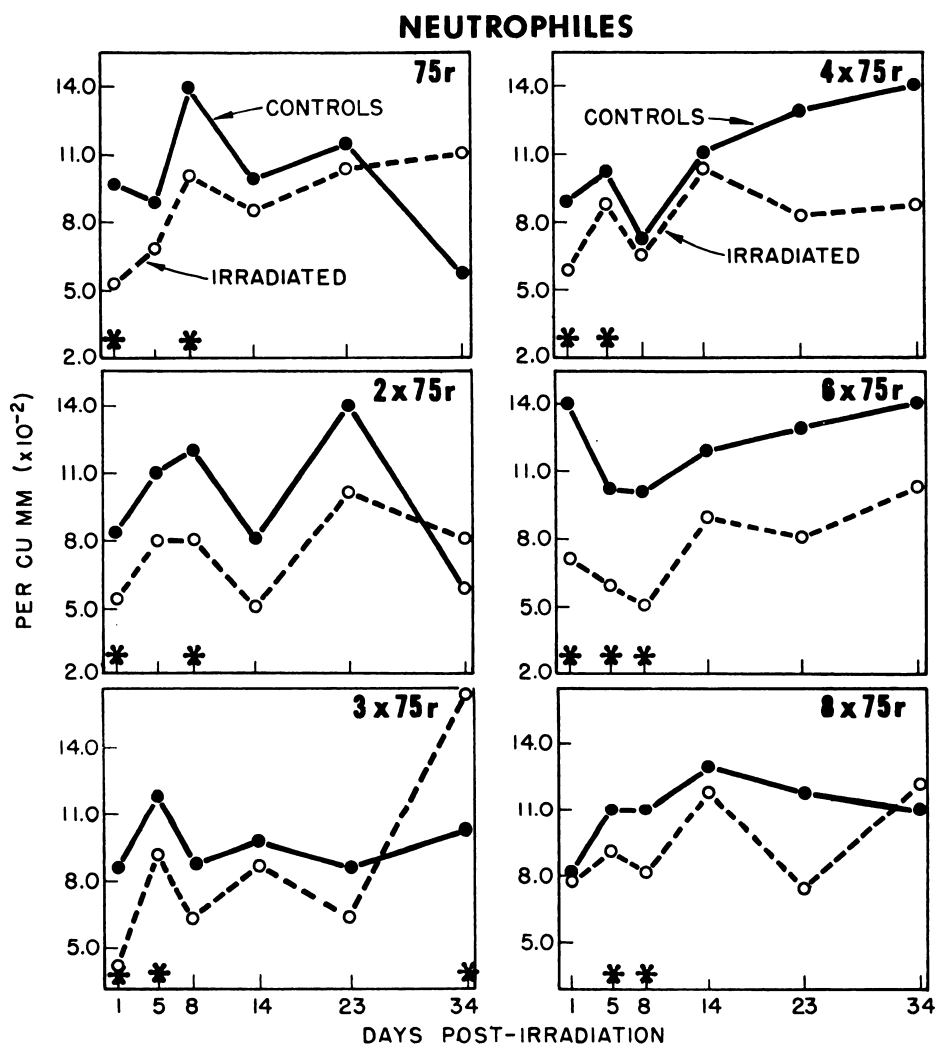 NEUTROPHILES
75r
14.0
11.0
8.0
5.0
2.0
CONTROLS
IRRADIATED
*
*
4x75r
14.0
11.0
8.0
5.0
2.0
CONTROLS
IRRADIATED
*
*
PER CU MM (x10-2)
2x75r
14.0
11.0
8.0
5.0
2.0
*
*
6x75r
14.0
11.0
8.0
5.0
2.0
*
*
*
3x75r
14.0
11.0
8.0
5.0
*
*
*
1 5 8 14 23 34
8x75r
14.0
11.0
8.0
5.0
*
*
1 5 8 14 23 34
DAYS POST-IRRADIATION